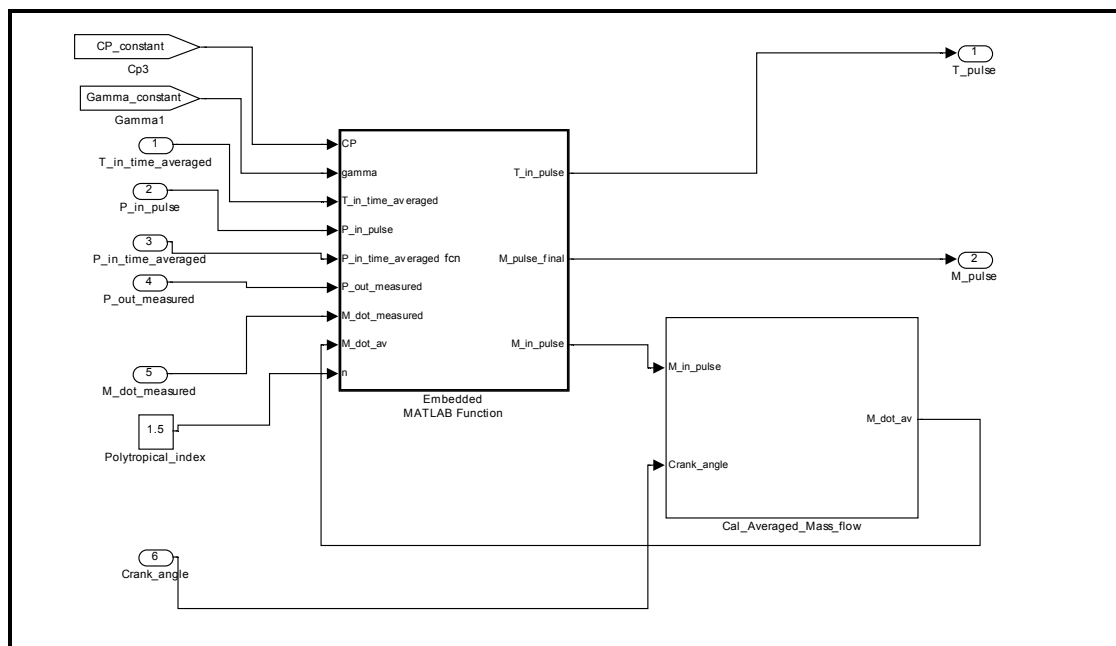 CP_constant
Cp3
Gamma_constant
Gamma1
1
T_in_time_averaged
2
P_in_pulse
3
P_in_time_averaged
4
P_out_measured
5
M_dot_measured
1.5
Polytropical_index
6
Crank_angle
CP
gamma
T_in_time_averaged
P_in_pulse
P_in_time_averaged fcn
P_out_measured
M_dot_measured
M_dot_av
n
T_in_pulse
M_pulse_final
M_in_pulse
Embedded
MATLAB Function
M_in_pulse
Crank_angle
M_dot_av
Cal_Averaged_Mass_flow
1
T_pulse
2
M_pulse